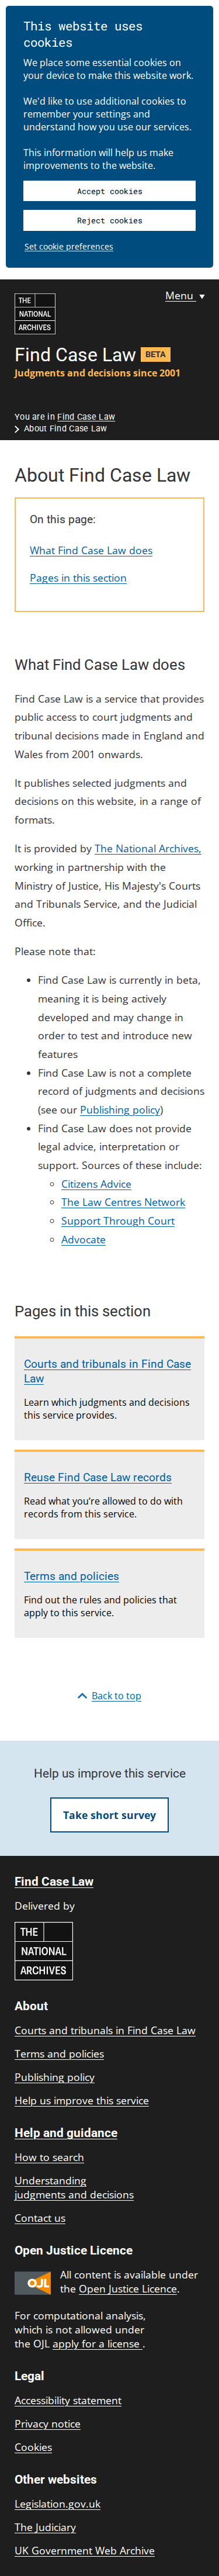 This website uses
cookies
We place some essential cookies on
your device to make this website work.
We'd like to use additional cookies to
remember your settings and
understand how you use our services.
This information will help us make
improvements to the website.
Accept cookies
Reject cookies
Set cookie preferences
Menu
THE
NATIONAL
ARCHIVES
Find Case Law BETA
Judgments and decisions since 2001
You are in Find Case Law
About Find Case Law
About Find Case Law
On this page:
What Find Case Law does
Pages in this section
What Find Case Law does
Find Case Law is a service that provides
public access to court judgments and
tribunal decisions made in England and
Wales from 2001 onwards.
It publishes selected judgments and
decisions on this website, in a range of
formats.
It is provided by The National Archives,
working in partnership with the
Ministry of Justice, His Majesty's Courts
and Tribunals Service, and the Judicial
Office.
Please note that:
Find Case Law is currently in beta,
meaning it is being actively
developed and may change in
order to test and introduce new
features
Find Case Law is not a complete
record of judgments and decisions
(see our Publishing policy)
Find Case Law does not provide
legal advice, interpretation or
support. Sources of these include:
Citizens Advice
The Law Centres Network
Support Through Court
Advocate
Pages in this section
Courts and tribunals in Find Case
Law
Learn which judgments and decisions
this service provides.
Reuse Find Case Law records
Read what you're allowed to do with
records from this service.
Terms and policies
Find out the rules and policies that
apply to this service.
Back to top
Help us improve this service
Take short survey
Find Case Law
Delivered by
THE
NATIONAL
ARCHIVES
About
Courts and tribunals in Find Case Law
Terms and policies
Publishing policy
Help us improve this service
Help and guidance
How to search
Understanding
judgments and decisions
Contact us
Open Justice Licence
OJL
All content is available under
the Open Justice Licence.
For computational analysis,
which is not allowed under
the OJL apply for a license .
Legal
Accessibility statement
Privacy notice
Cookies
Other websites
Legislation.gov.uk
The Judiciary
UK Government Web Archive